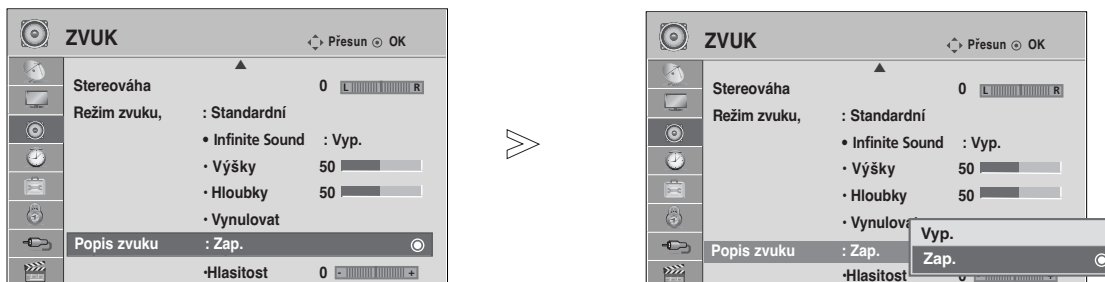 ZVUK Přesun OK
Stereováha 0 L R
Režim zvuku, : Standardní
• Infinite Sound : Vyp.
• Výšky 50
• Hloubky 50
• Vynulovat
Popis zvuku : Zap.
•Hlasitost 0 - +
ZVUK Přesun OK
Stereováha 0 L R
Režim zvuku, : Standardní
• Infinite Sound : Vyp.
• Výšky 50
• Hloubky 50
• Vynulova
Popis zvuku : Zap.
•Hlasitost 0
Vyp.
Zap.